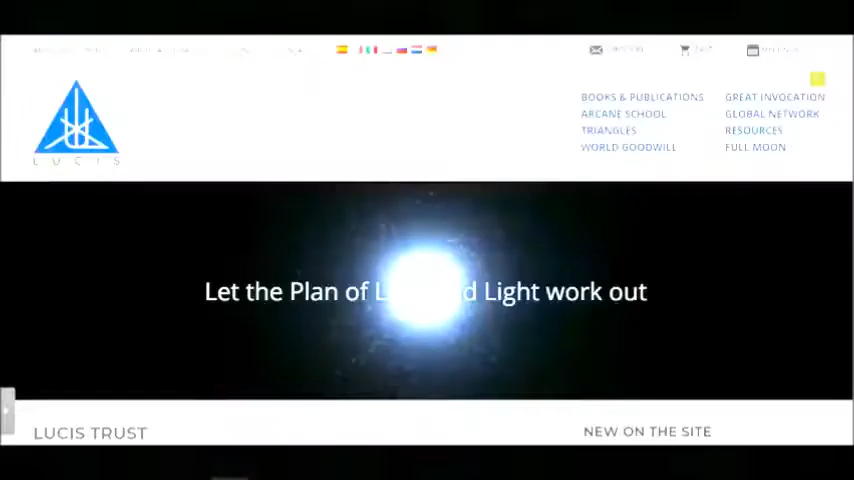 LUCIS
BOOKS & PUBLICATIONS
ARCANE SCHOOL
TRIANGLES
WORLD GOODWILL
GREAT INVOCATION
GLOBAL NETWORK
RESOURCES
FULL MOON
Let the Plan of L d Light work out
LUCIS TRUST
NEW ON THE SITE